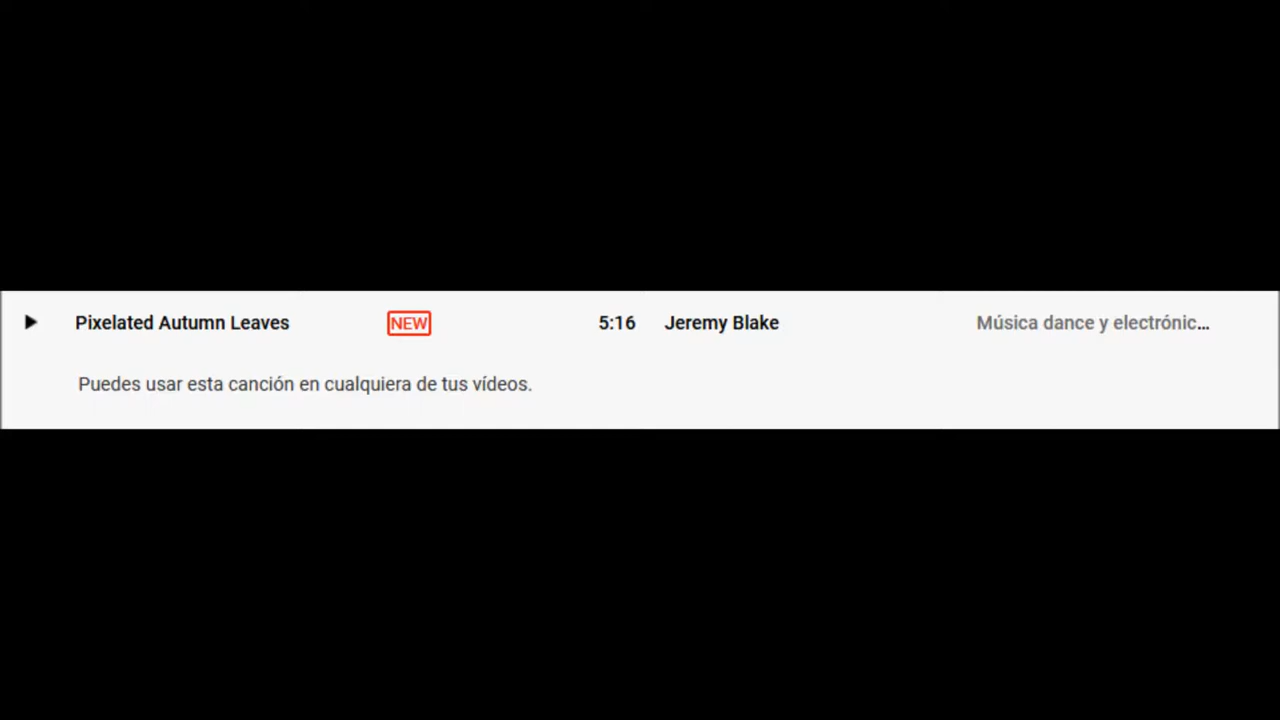 Pixelated Autumn Leaves NEW 5:16 Jeremy Blake Música dance y electrónic...
Puedes usar esta canción en cualquiera de tus vídeos.